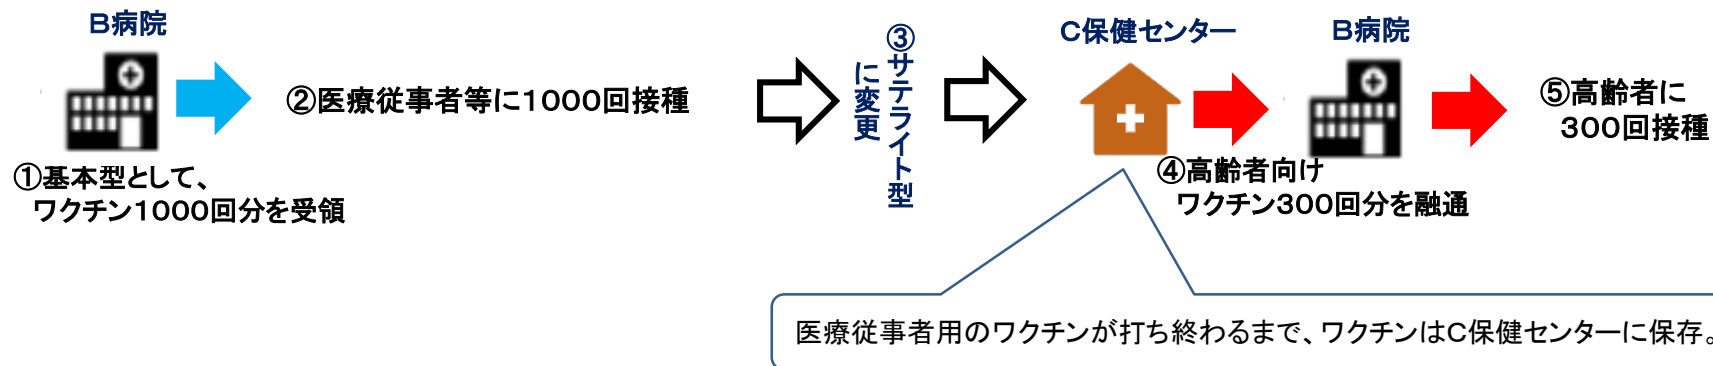 B病院
①基本型として、
ワクチン1000回分を受領
②医療従事者等に1000回接種
③サテライト型
に変更
C保健センター
④高齢者向け
ワクチン300回分を融通
B病院
⑤高齢者に
300回接種
医療従事者用のワクチンが打ち終わるまで、ワクチンはC保健センターに保存。